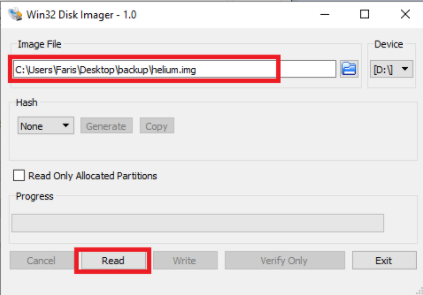 Win32 Disk Imager - 1.0
Image File
Device
C:\Users\Faris\Desktop\backup\helium.img
[D:\]
Hash
None
Generate
Copy
Read Only Allocated Partitions
Progress
Cancel
Read
Write
Verify Only
Exit